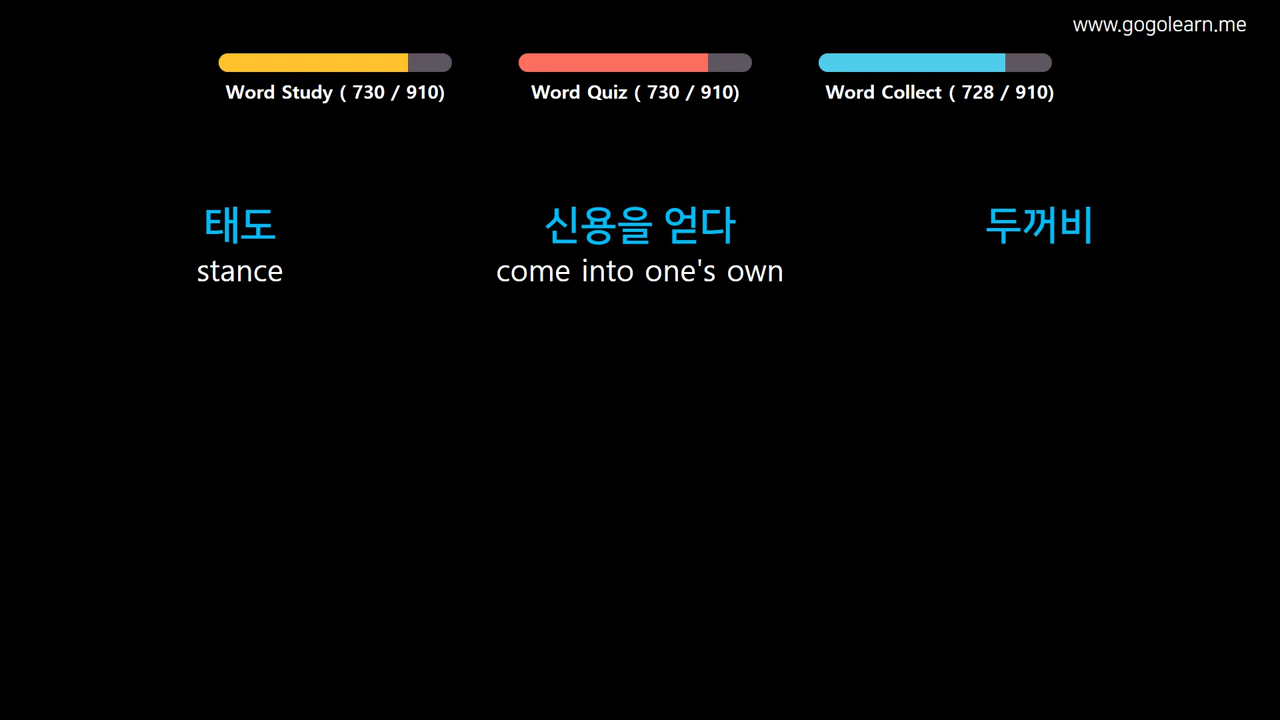 www.gogolearn.me
Word Study ( 730 / 910)
Word Quiz ( 730 / 910)
Word Collect ( 728 / 910)
태도
stance
신용을 얻다
come into one's own
두꺼비